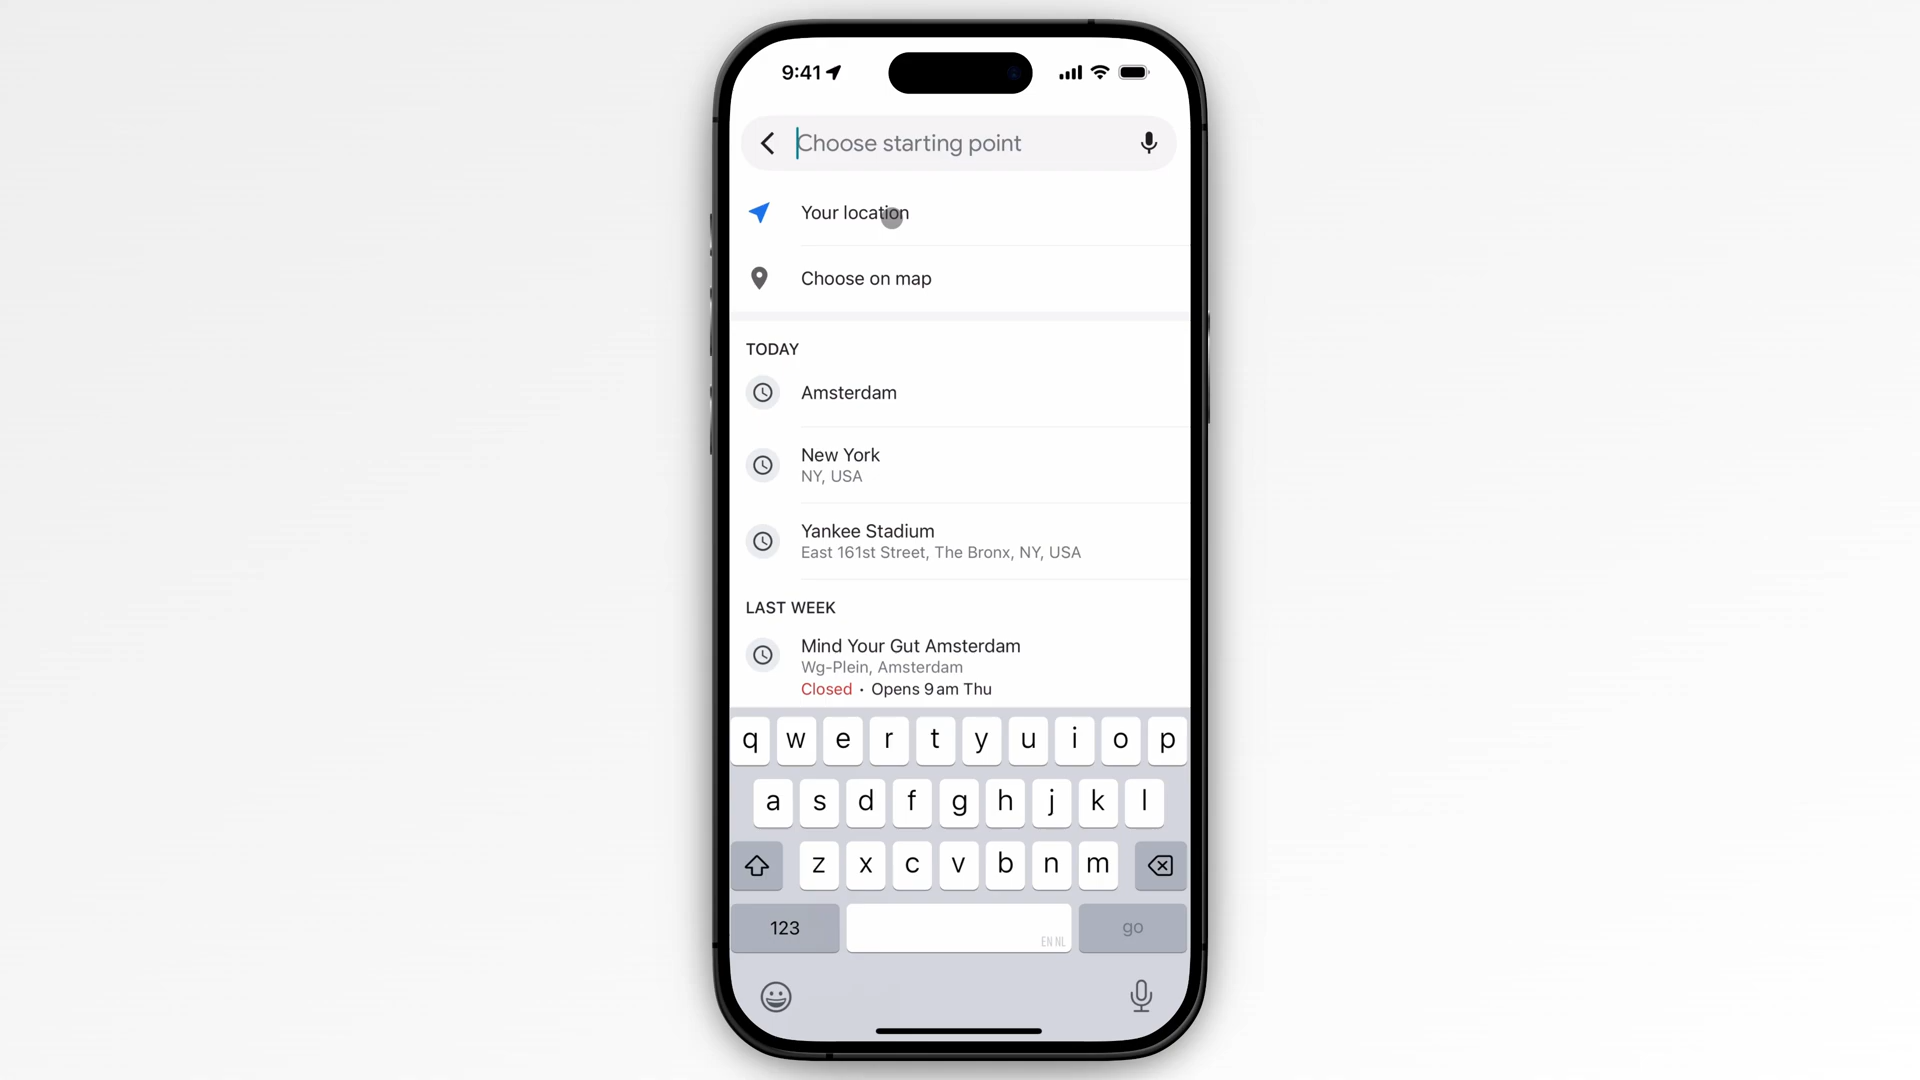 9:41
Choose starting point
Your location
Choose on map
TODAY
Amsterdam
New York
NY, USA
Yankee Stadium
East 161st Street, The Bronx, NY, USA
LAST WEEK
Mind Your Gut Amsterdam
Wg-Plein, Amsterdam
Closed · Opens 9 am Thu
q w e r t y u i o p
a s d f g h j k l
z x c v b n m
123 EN NL go